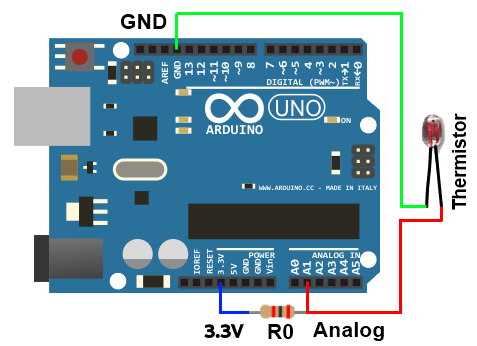 GND
AREF
GND
13
12
~11
~10
~9
8
7
~6
~5
4
~3
2
TX→1
RX←0
DIGITAL (PWM~)
UNO
ARDUINO
ON
Thermistor
WWW.ARDUINO.CC - MADE IN ITALY
POWER
ANALOG IN
IOREF
RESET
3.3V
5V
GND
GND
Vin
A0
A1
A2
A3
A4
A5
3.3V
R0
Analog